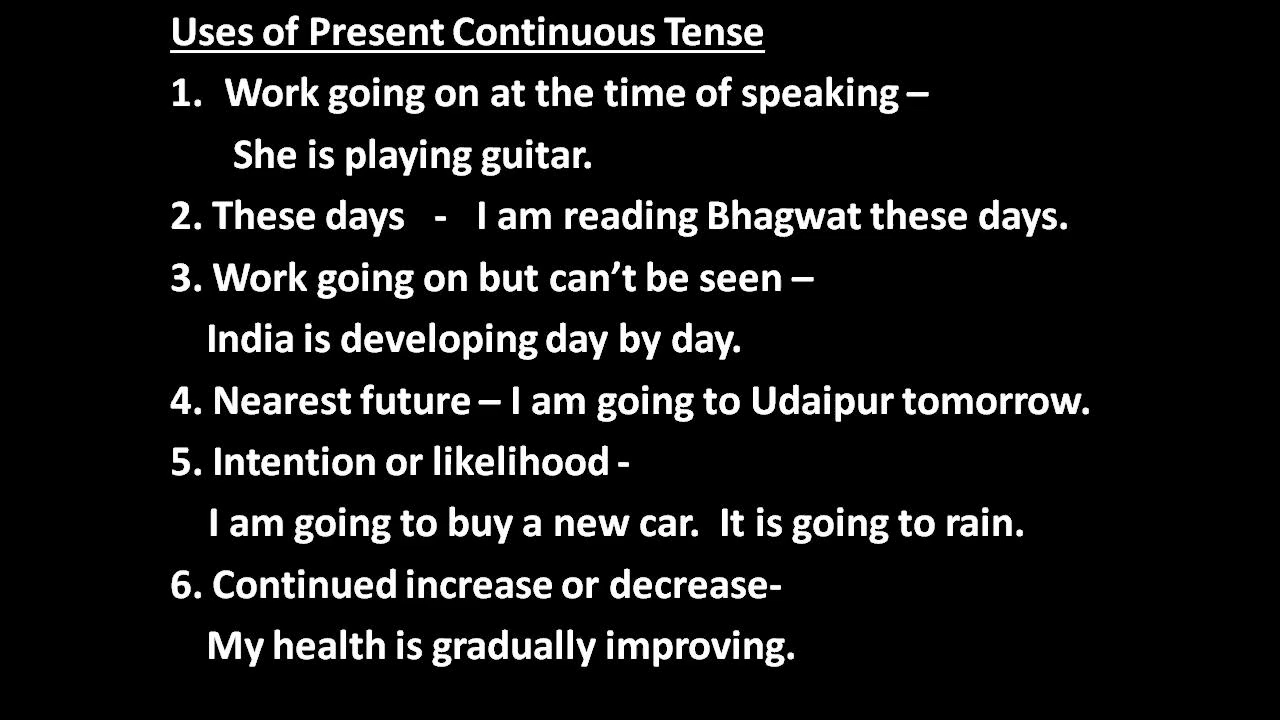 Uses of Present Continuous Tense
1. Work going on at the time of speaking –
She is playing guitar.
2. These days - I am reading Bhagwat these days.
3. Work going on but can’t be seen –
India is developing day by day.
4. Nearest future – I am going to Udaipur tomorrow.
5. Intention or likelihood -
I am going to buy a new car. It is going to rain.
6. Continued increase or decrease-
My health is gradually improving.